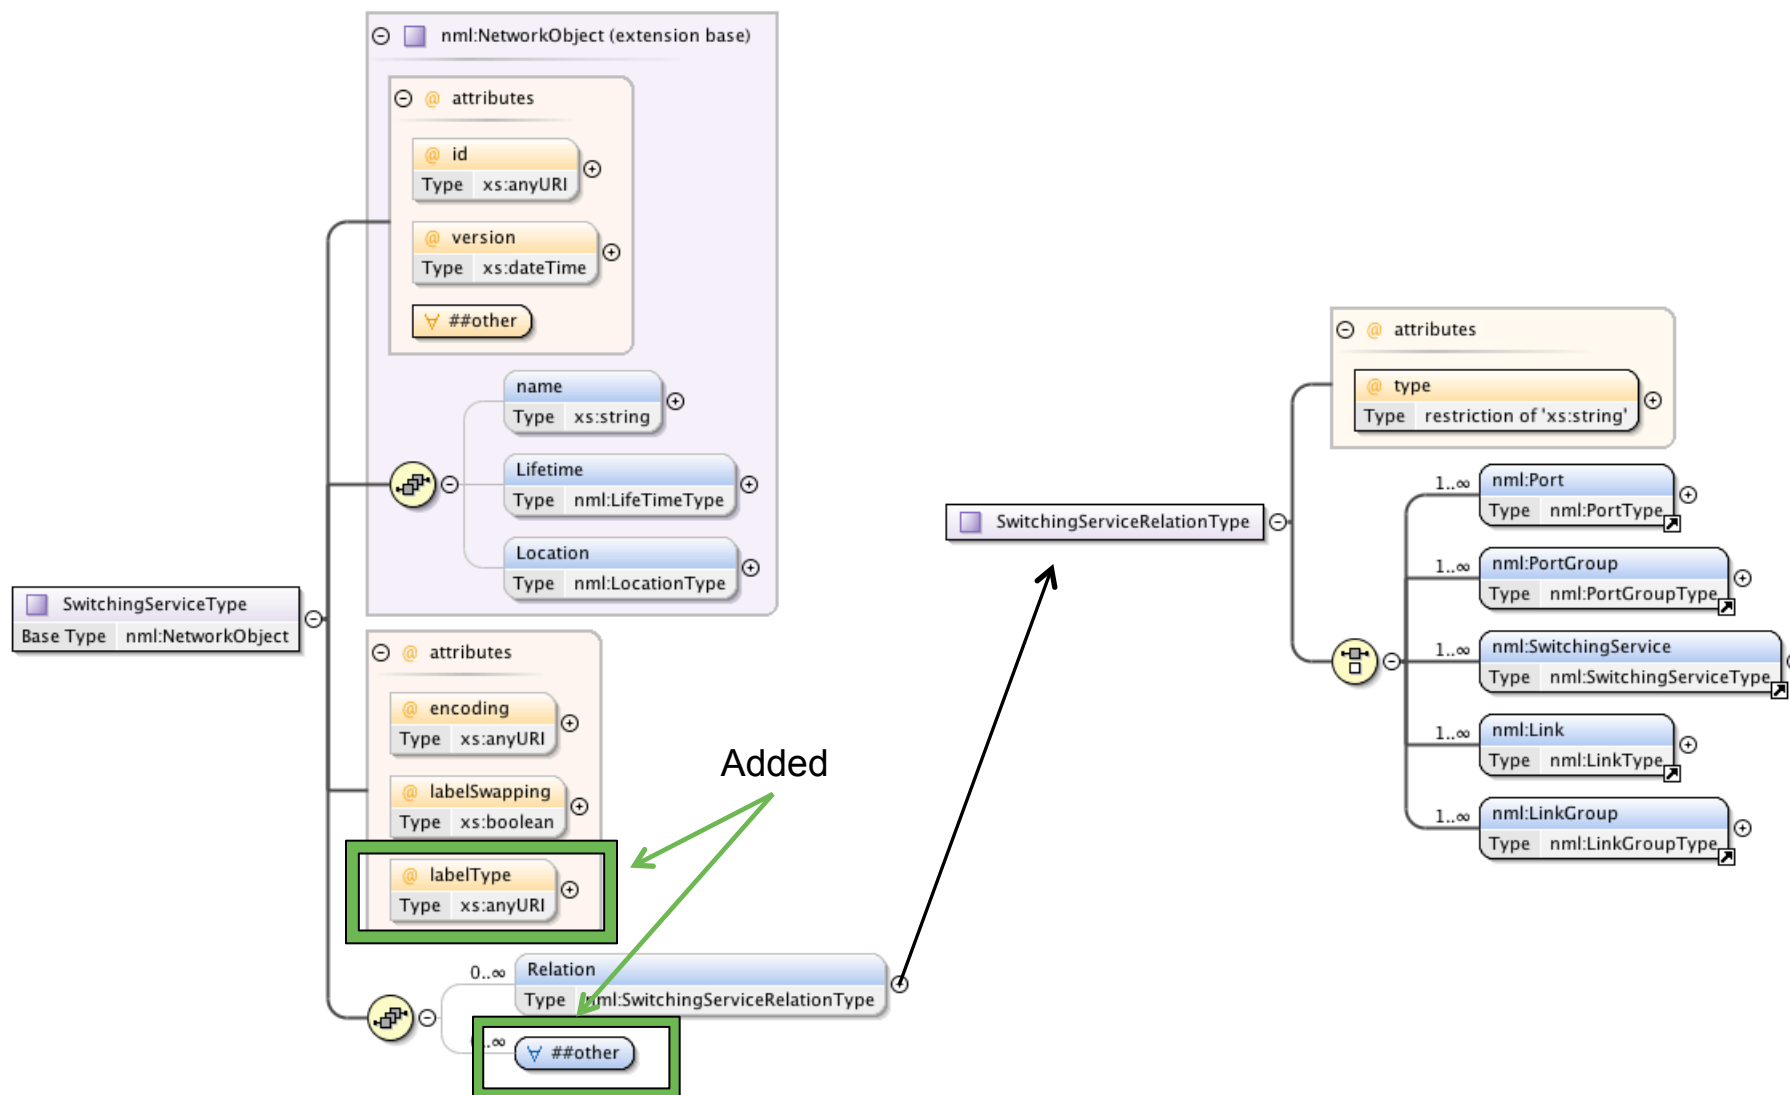 nml:NetworkObject (extension base)
@ attributes
@ id
Type xs:anyURI
@ version
Type xs:dateTime
∀ ##other
name
Type xs:string
Lifetime
Type nml:LifeTimeType
Location
Type nml:LocationType
SwitchingServiceType
Base Type nml:NetworkObject
@ attributes
@ encoding
Type xs:anyURI
@ labelSwapping
Type xs:boolean
@ labelType
Type xs:anyURI
Added
0..∞ Relation
Type nml:SwitchingServiceRelationType
..∞ ∀ ##other
SwitchingServiceRelationType
@ attributes
@ type
Type restriction of 'xs:string'
1..∞ nml:Port
Type nml:PortType
1..∞ nml:PortGroup
Type nml:PortGroupType
1..∞ nml:SwitchingService
Type nml:SwitchingServiceType
1..∞ nml:Link
Type nml:LinkType
1..∞ nml:LinkGroup
Type nml:LinkGroupType